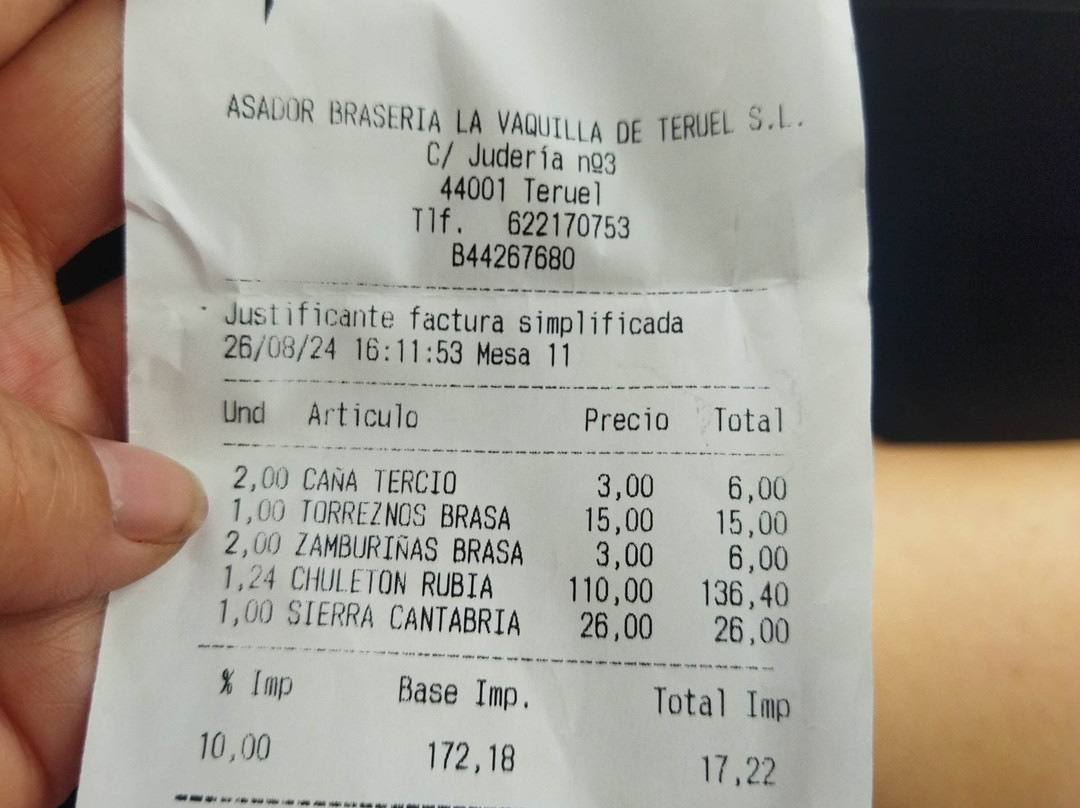 ASADOR BRASERIA LA VAQUILLA DE TERUEL S.L.
C/ Judería nº3
44001 Teruel
Tlf. 622170753
B44267680
Justificante factura simplificada
26/08/24 16:11:53 Mesa 11
Und Articulo Precio Total
2,00 CAÑA TERCIO 3,00 6,00
1,00 TORREZNOS BRASA 15,00 15,00
2,00 ZAMBURIÑAS BRASA 3,00 6,00
1,24 CHULETON RUBIA 110,00 136,40
1,00 SIERRA CANTABRIA 26,00 26,00
% Imp Base Imp. Total Imp
10,00 172,18 17,22